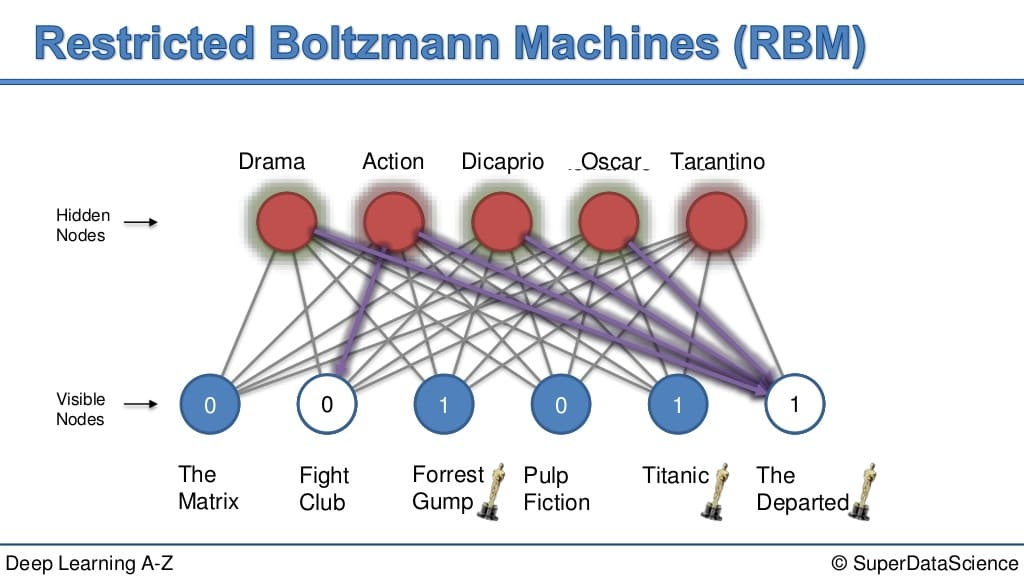 Restricted Boltzmann Machines (RBM)
Drama Action Dicaprio Oscar Tarantino
Hidden
Nodes
Visible
Nodes
0 0 1 0 1 1
The
Matrix
Fight
Club
Forrest
Gump
Pulp
Fiction
Titanic
The
Departed
Deep Learning A-Z
© SuperDataScience